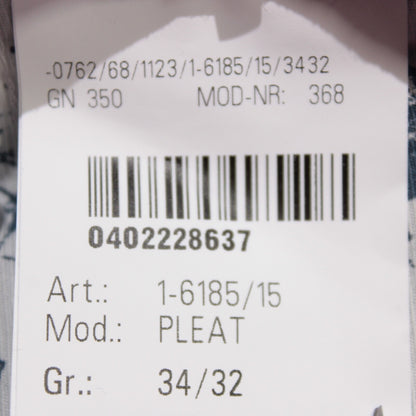 -0762/68/1123/1-6185/15/3432
GN 350 MOD-NR: 368
0402228637
Art.: 1-6185/15
Mod.: PLEAT
Gr.: 34/32